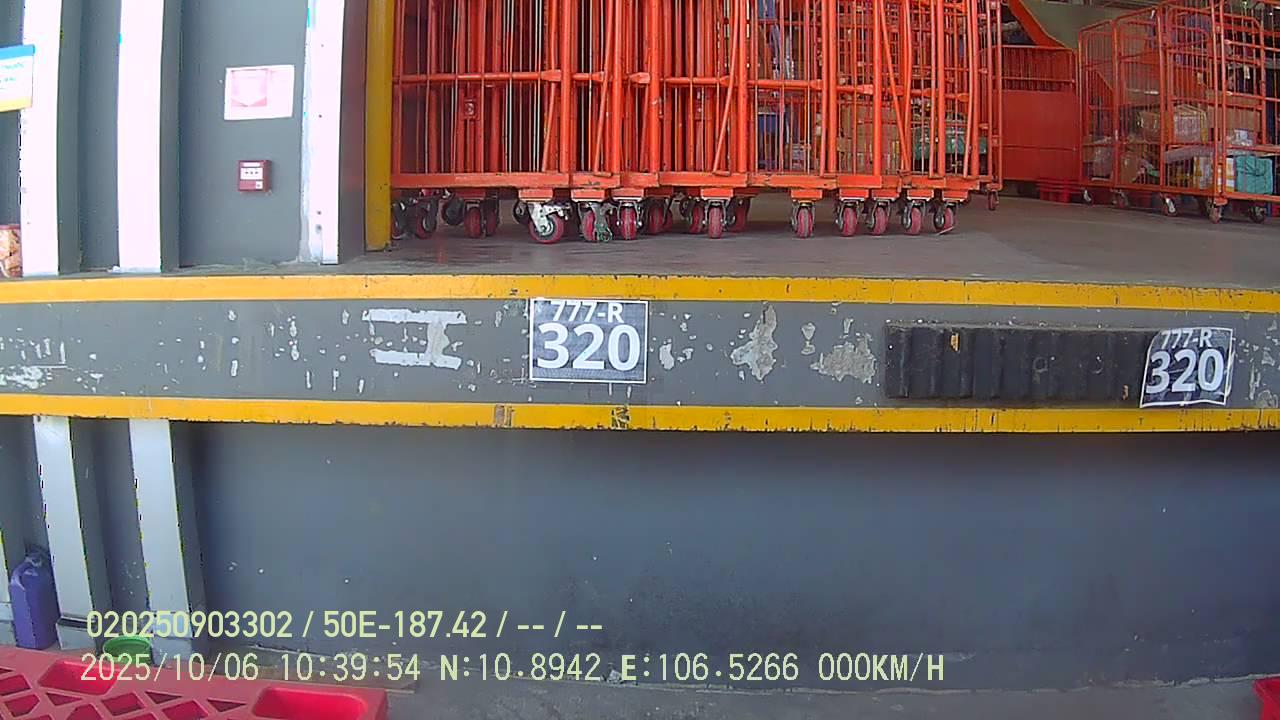 777-R
320
777-R
320
020250903302 / 50E-187.42 / -- / --
2025/10/06 10:39:54 N:10.8942 E:106.5266 000KM/H